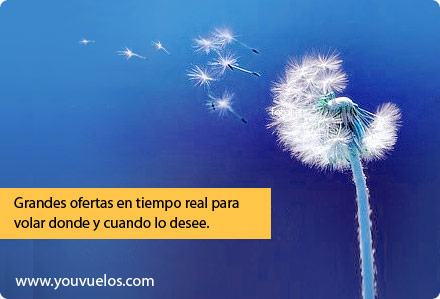 Grandes ofertas en tiempo real para
volar donde y cuando lo desee.
www.youvuelos.com